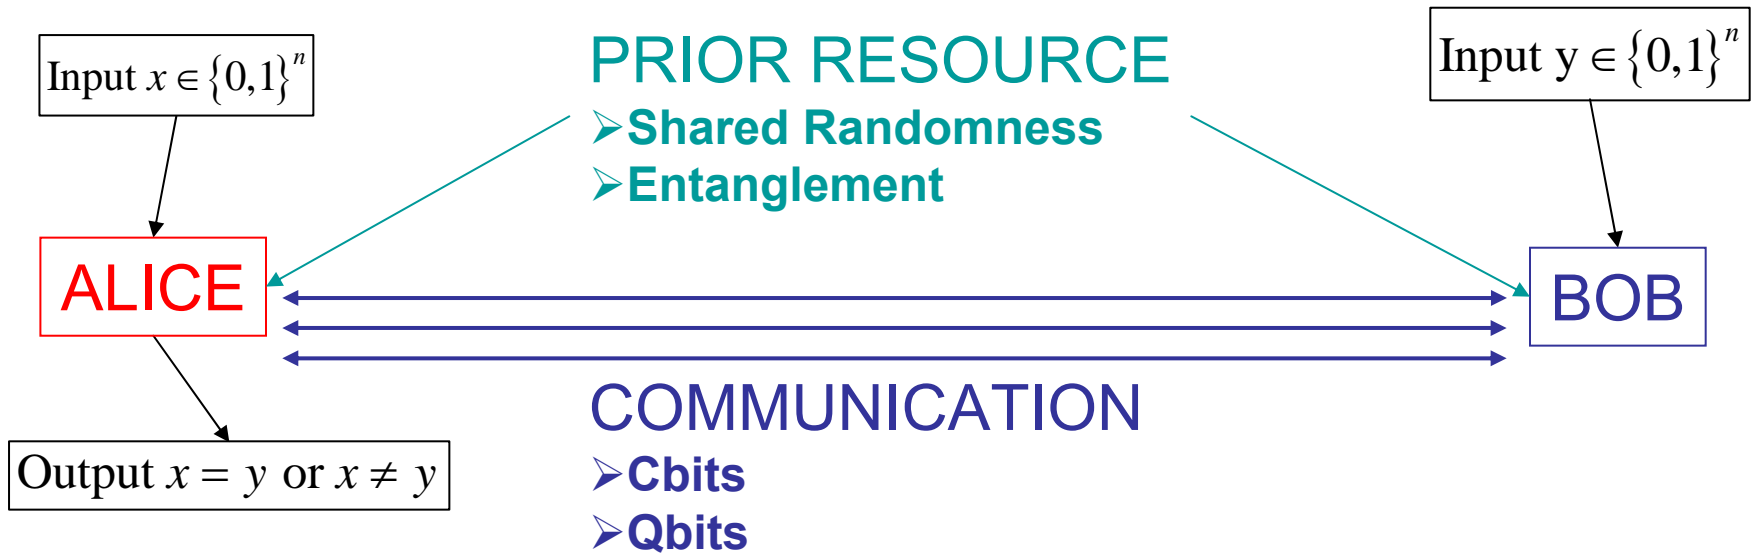 Input x ∈ {0,1}ⁿ
PRIOR RESOURCE
➢Shared Randomness
➢Entanglement
Input y ∈ {0,1}ⁿ
ALICE
BOB
COMMUNICATION
➢Cbits
➢Qbits
Output x = y or x ≠ y